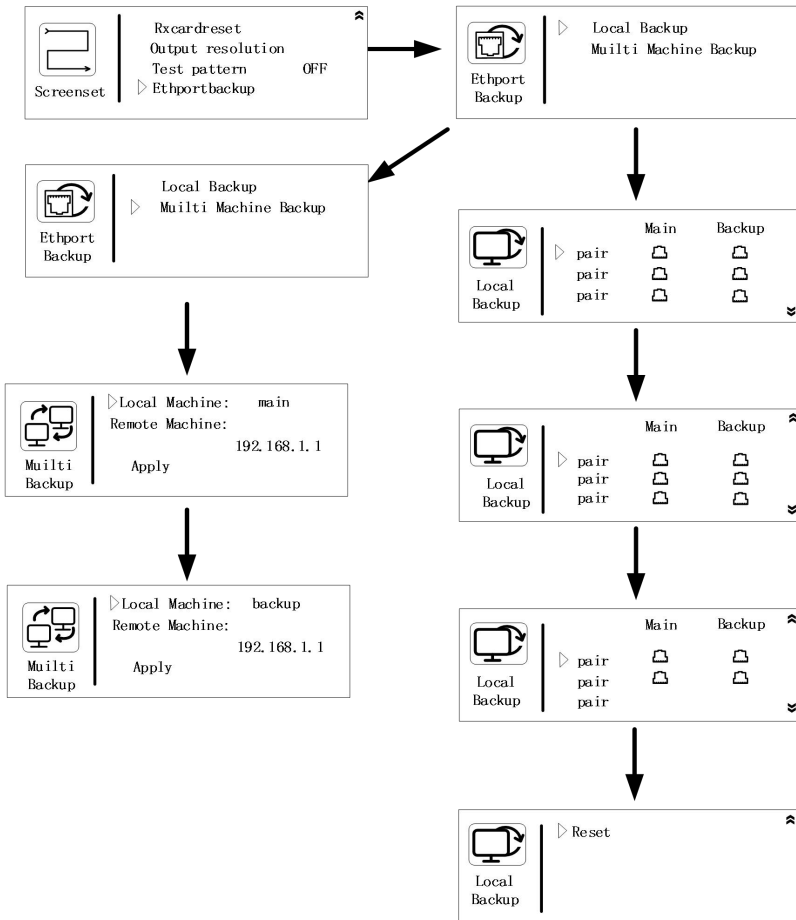 Rxcardreset
Output resolution
Test pattern OFF
Ethportbackup
Screenset
Local Backup
Muilti Machine Backup
Ethport
Backup
Local Backup
Muilti Machine Backup
Ethport
Backup
Main Backup
pair
pair
pair
Local
Backup
Local Machine: main
Remote Machine:
192.168.1.1
Apply
Muilti
Backup
Main Backup
pair
pair
pair
Local
Backup
Local Machine: backup
Remote Machine:
192.168.1.1
Apply
Muilti
Backup
Main Backup
pair
pair
pair
Local
Backup
Reset
Local
Backup